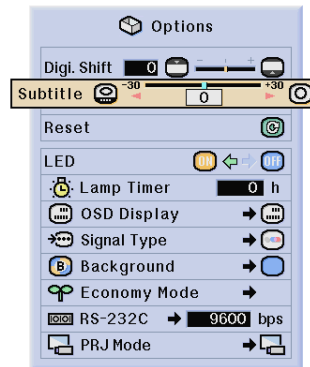 Options
Digi. Shift 0 - +
Subtitle -30 0 +30
Reset
LED ON OFF
Lamp Timer 0 h
OSD Display
Signal Type
B Background
Economy Mode
RS-232C 9600 bps
PRJ Mode